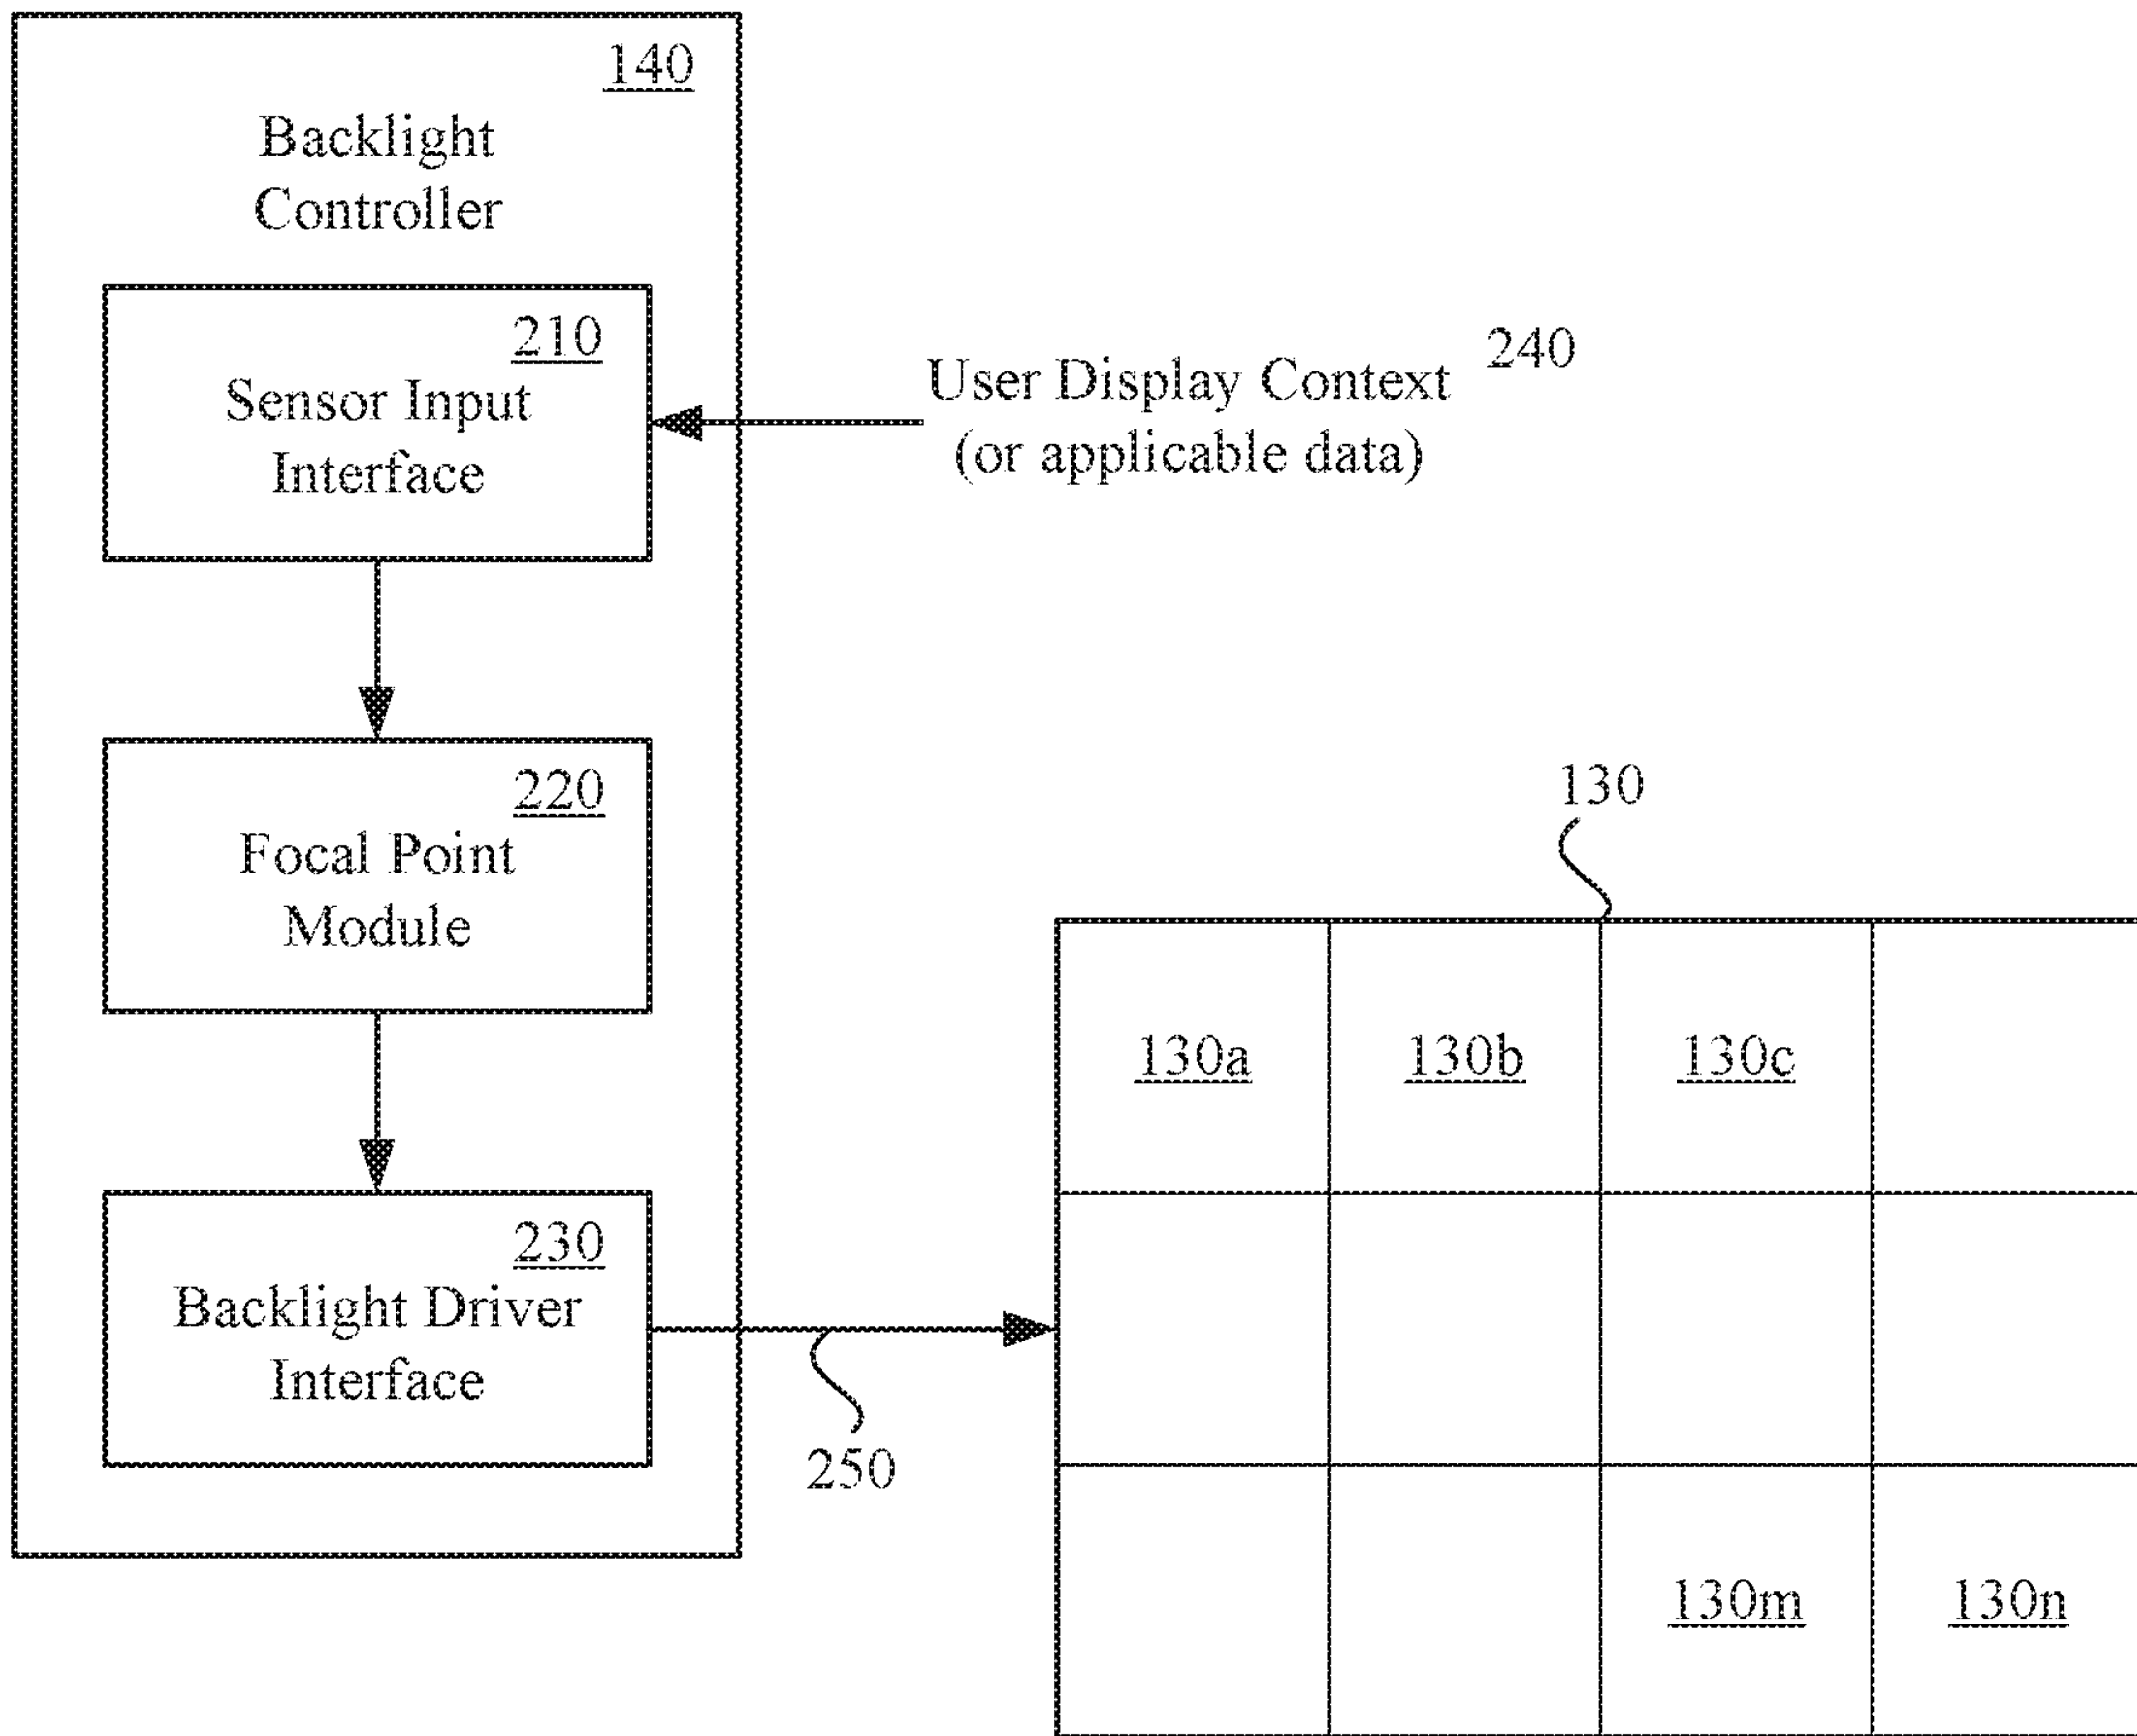 140
Backlight
Controller
210
Sensor Input
Interface
240
User Display Context
(or applicable data)
220
Focal Point
Module
130
130a 130b 130c
230
Backlight Driver
Interface
250
130m 130n